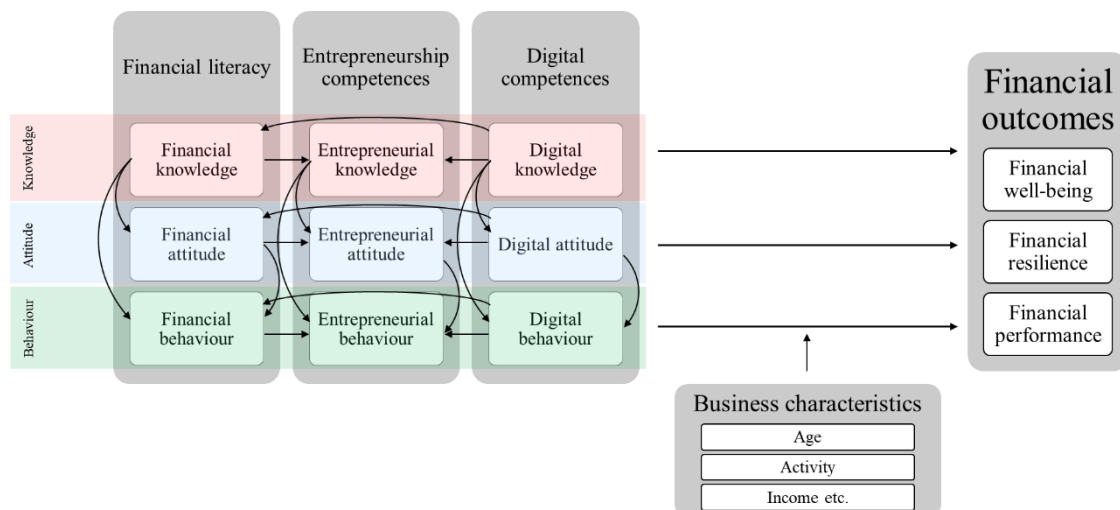 Financial literacy
Entrepreneurship
competences
Digital
competences
Financial
outcomes
Knowledge
Financial
knowledge
Entrepreneurial
knowledge
Digital
knowledge
Financial
well-being
Attitude
Financial
attitude
Entrepreneurial
attitude
Digital attitude
Financial
resilience
Behaviour
Financial
behaviour
Entrepreneurial
behaviour
Digital
behaviour
Financial
performance
Business characteristics
Age
Activity
Income etc.